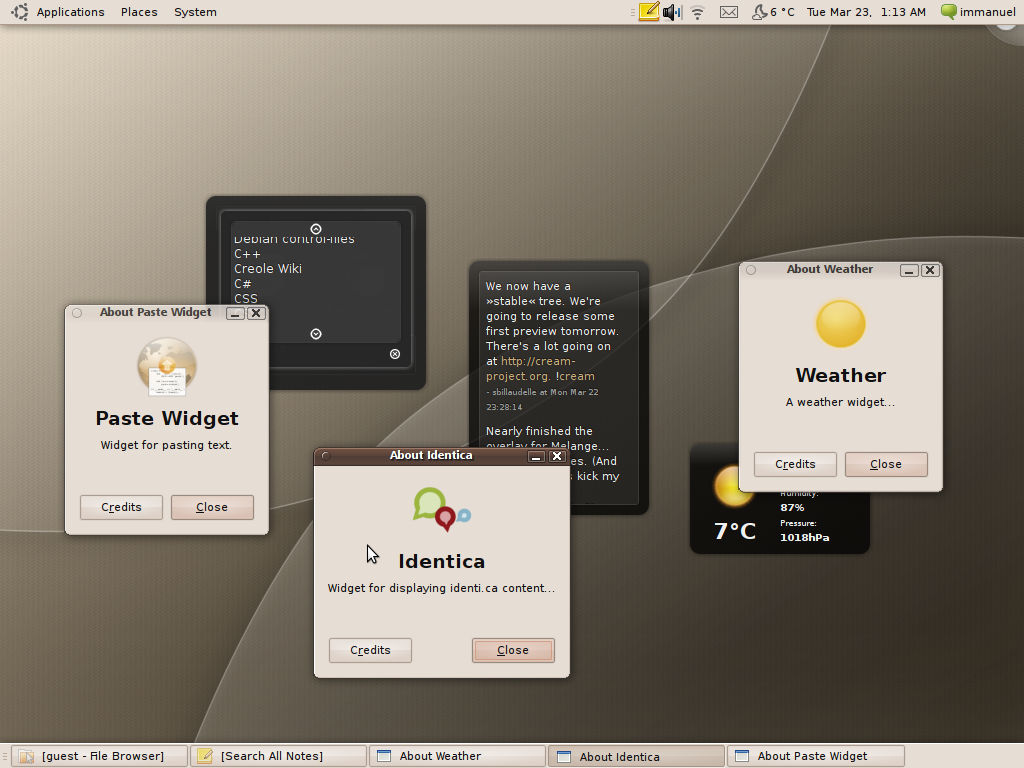 Applications Places System
6 °C Tue Mar 23, 1:13 AM immanuel
Debian control-files
C++
Creole Wiki
C#
CSS
About Paste Widget
Paste Widget
Widget for pasting text.
Credits Close
We now have a
»stable« tree. We're
going to release some
first preview tomorrow.
There's a lot going on
at http://cream-
project.org. !cream
- sbillaudelle at Mon Mar 22
23:28:14
Nearly finished the
overlay for Melange...
es. (And
s kick my
About Weather
Weather
A weather widget...
Credits Close
7°C
Humidity:
87%
Pressure:
1018hPa
About Identica
Identica
Widget for displaying identi.ca content...
Credits Close
[guest - File Browser] [Search All Notes] About Weather About Identica About Paste Widget